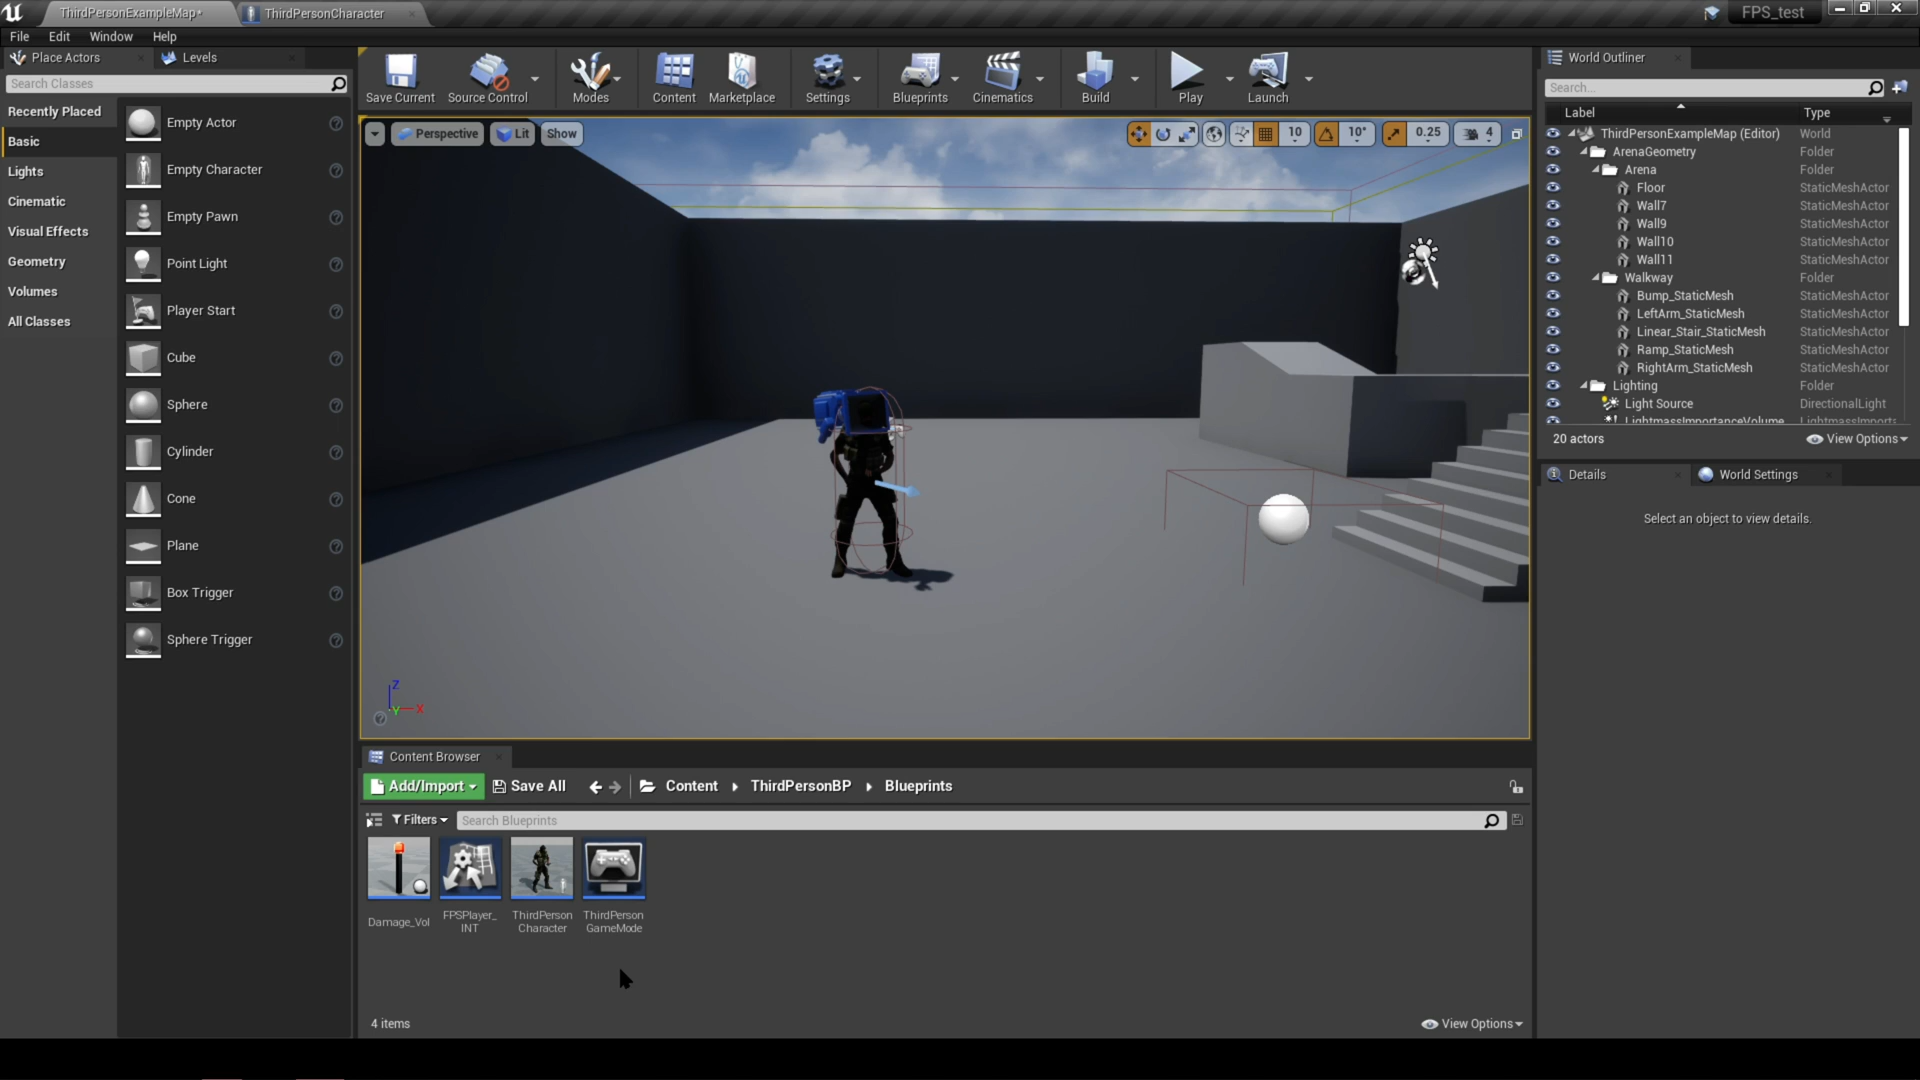 ThirdPersonExampleMap*
ThirdPersonCharacter
FPS_test
File Edit Window Help
Place Actors
Levels
Search Classes
Recently Placed
Basic
Lights
Cinematic
Visual Effects
Geometry
Volumes
All Classes
Empty Actor
Empty Character
Empty Pawn
Point Light
Player Start
Cube
Sphere
Cylinder
Cone
Plane
Box Trigger
Sphere Trigger
Save Current
Source Control
Modes
Content
Marketplace
Settings
Blueprints
Cinematics
Build
Play
Launch
Perspective
Lit
Show
10
10°
0.25
4
Z
Y
X
Content Browser
Add/Import
Save All
Content
ThirdPersonBP
Blueprints
Filters
Search Blueprints
Damage_Vol
FPSPlayer_
INT
ThirdPerson
Character
ThirdPerson
GameMode
4 items
View Options
World Outliner
Search...
Label Type
ThirdPersonExampleMap (Editor) World
ArenaGeometry Folder
Arena Folder
Floor StaticMeshActor
Wall7 StaticMeshActor
Wall9 StaticMeshActor
Wall10 StaticMeshActor
Wall11 StaticMeshActor
Walkway Folder
Bump_StaticMesh StaticMeshActor
LeftArm_StaticMesh StaticMeshActor
Linear_Stair_StaticMesh StaticMeshActor
Ramp_StaticMesh StaticMeshActor
RightArm_StaticMesh StaticMeshActor
Lighting Folder
Light Source DirectionalLight
LightmassImportanceVolume LightmassImports
20 actors
View Options
Details
World Settings
Select an object to view details.